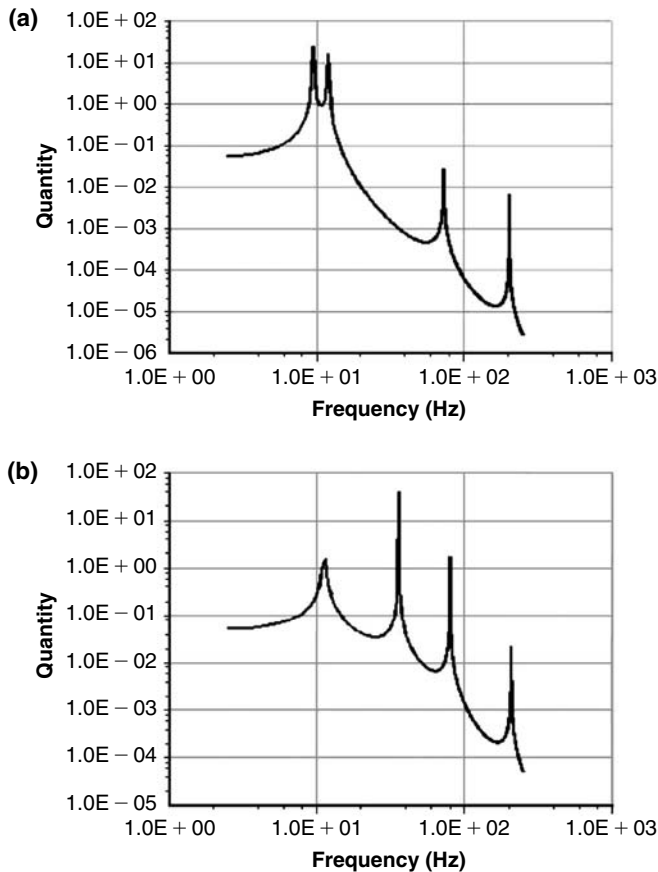 (a)
1.0E + 02
1.0E + 01
1.0E + 00
1.0E − 01
1.0E − 02
1.0E − 03
1.0E − 04
1.0E − 05
1.0E − 06
Quantity
1.0E + 00 1.0E + 01 1.0E + 02 1.0E + 03
Frequency (Hz)
(b)
1.0E + 02
1.0E + 01
1.0E + 00
1.0E − 01
1.0E − 02
1.0E − 03
1.0E − 04
1.0E − 05
Quantity
1.0E + 00 1.0E + 01 1.0E + 02 1.0E + 03
Frequency (Hz)